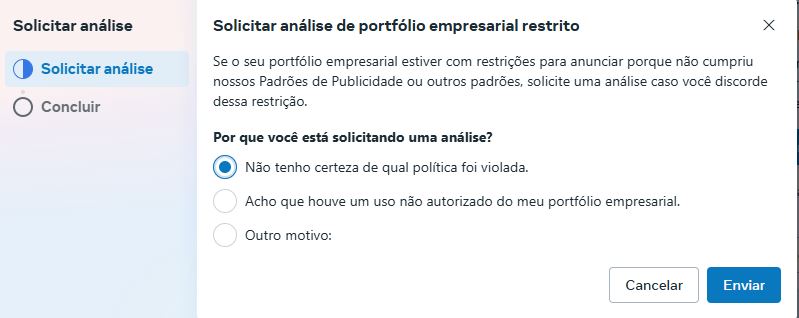 Solicitar análise
Solicitar análise
Concluir
Solicitar análise de portfólio empresarial restrito
Se o seu portfólio empresarial estiver com restrições para anunciar porque não cumpriu
nossos Padrões de Publicidade ou outros padrões, solicite uma análise caso você discorde
dessa restrição.
Por que você está solicitando uma análise?
Não tenho certeza de qual política foi violada.
Acho que houve um uso não autorizado do meu portfólio empresarial.
Outro motivo:
Cancelar
Enviar